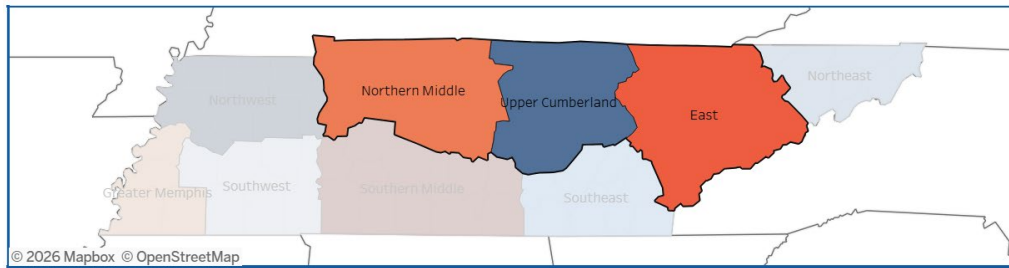 Northeast
Northern Middle
Northwest
Upper Cumberland
East
Greater Memphis
Southwest
Southern Middle
Southeast
© 2026 Mapbox © OpenStreetMap